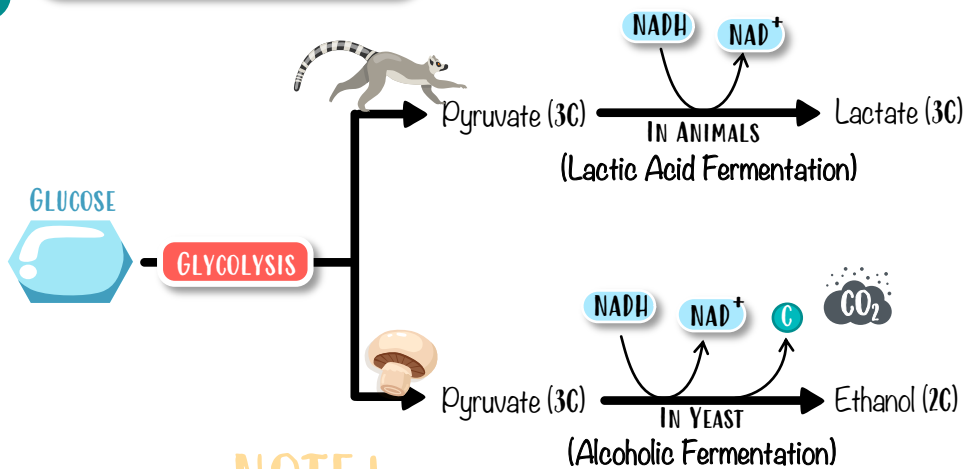 NADH
NAD+
Pyruvate (3C)
Lactate (3C)
IN ANIMALS
(Lactic Acid Fermentation)
GLUCOSE
GLYCOLYSIS
NADH
NAD+
C
CO2
Pyruvate (3C)
Ethanol (2C)
IN YEAST
(Alcoholic Fermentation)
NOTE!